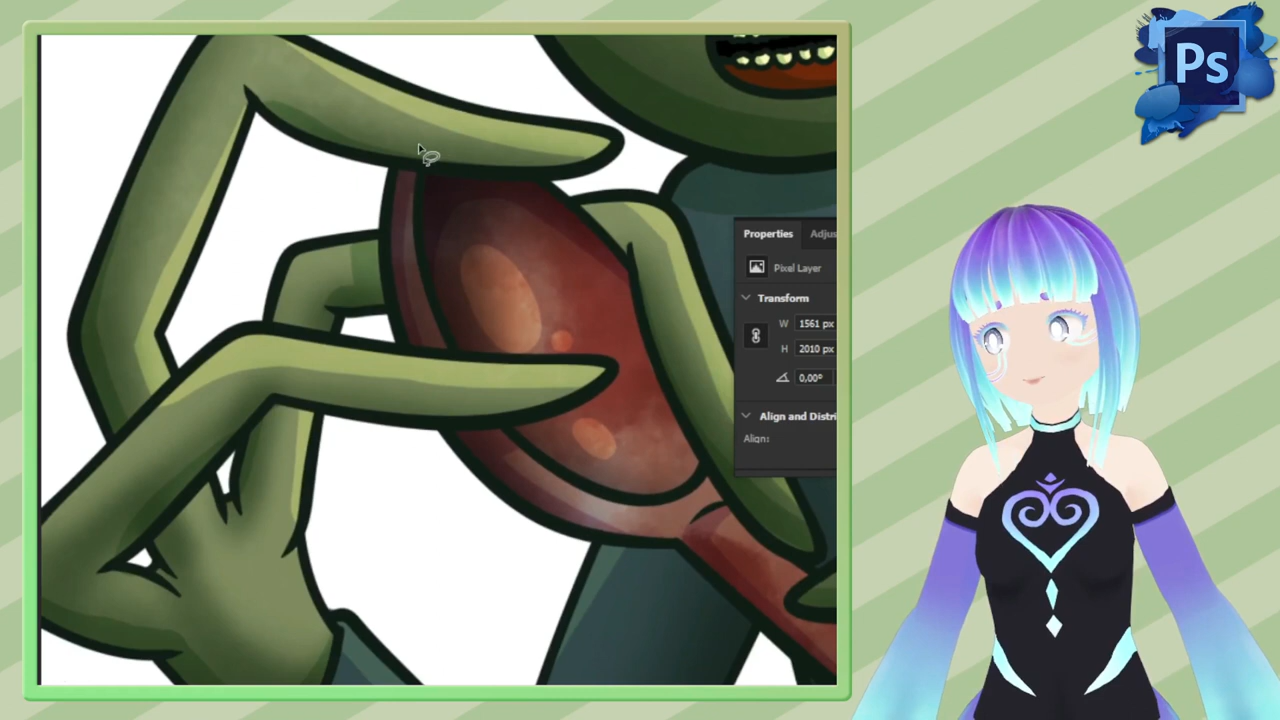 Ps
Properties Adjus
Pixel Layer
Transform
W 1561 px
H 2010 px
0,00°
Align and Distri
Align: